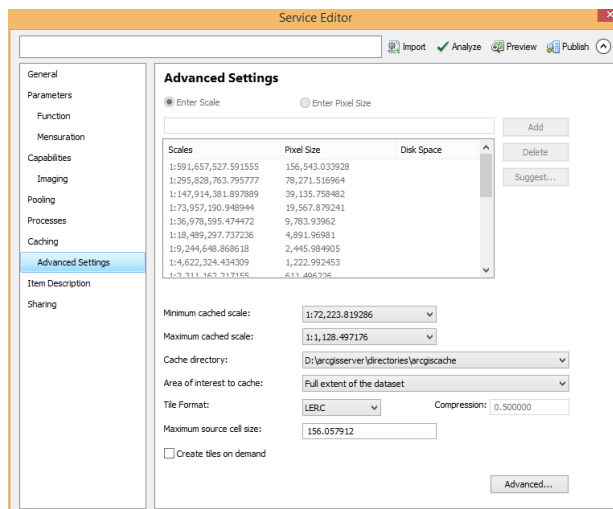 Service Editor
x
Import Analyze Preview Publish
General
Parameters
Function
Mensuration
Capabilities
Imaging
Pooling
Processes
Caching
Advanced Settings
Item Description
Sharing
Advanced Settings
Enter Scale Enter Pixel Size
Add
Delete
Suggest...
Scales Pixel Size Disk Space
1:591,657,527.591555 156,543.033928
1:295,828,763.795777 78,271.516964
1:147,914,381.897889 39,135.758482
1:73,957,190.948944 19,567.879241
1:36,978,595.474472 9,783.93962
1:18,489,297.737236 4,891.96981
1:9,244,648.868618 2,445.984905
1:4,622,324.434309 1,222.992453
1:2,311,162.217155 611.496226
Minimum cached scale: 1:72,223.819286
Maximum cached scale: 1:1,128.497176
Cache directory: D:\arcgisserver\directories\arcgiscache
Area of interest to cache: Full extent of the dataset
Tile Format: LERC Compression: 0.500000
Maximum source cell size: 156.057912
Create tiles on demand
Advanced...